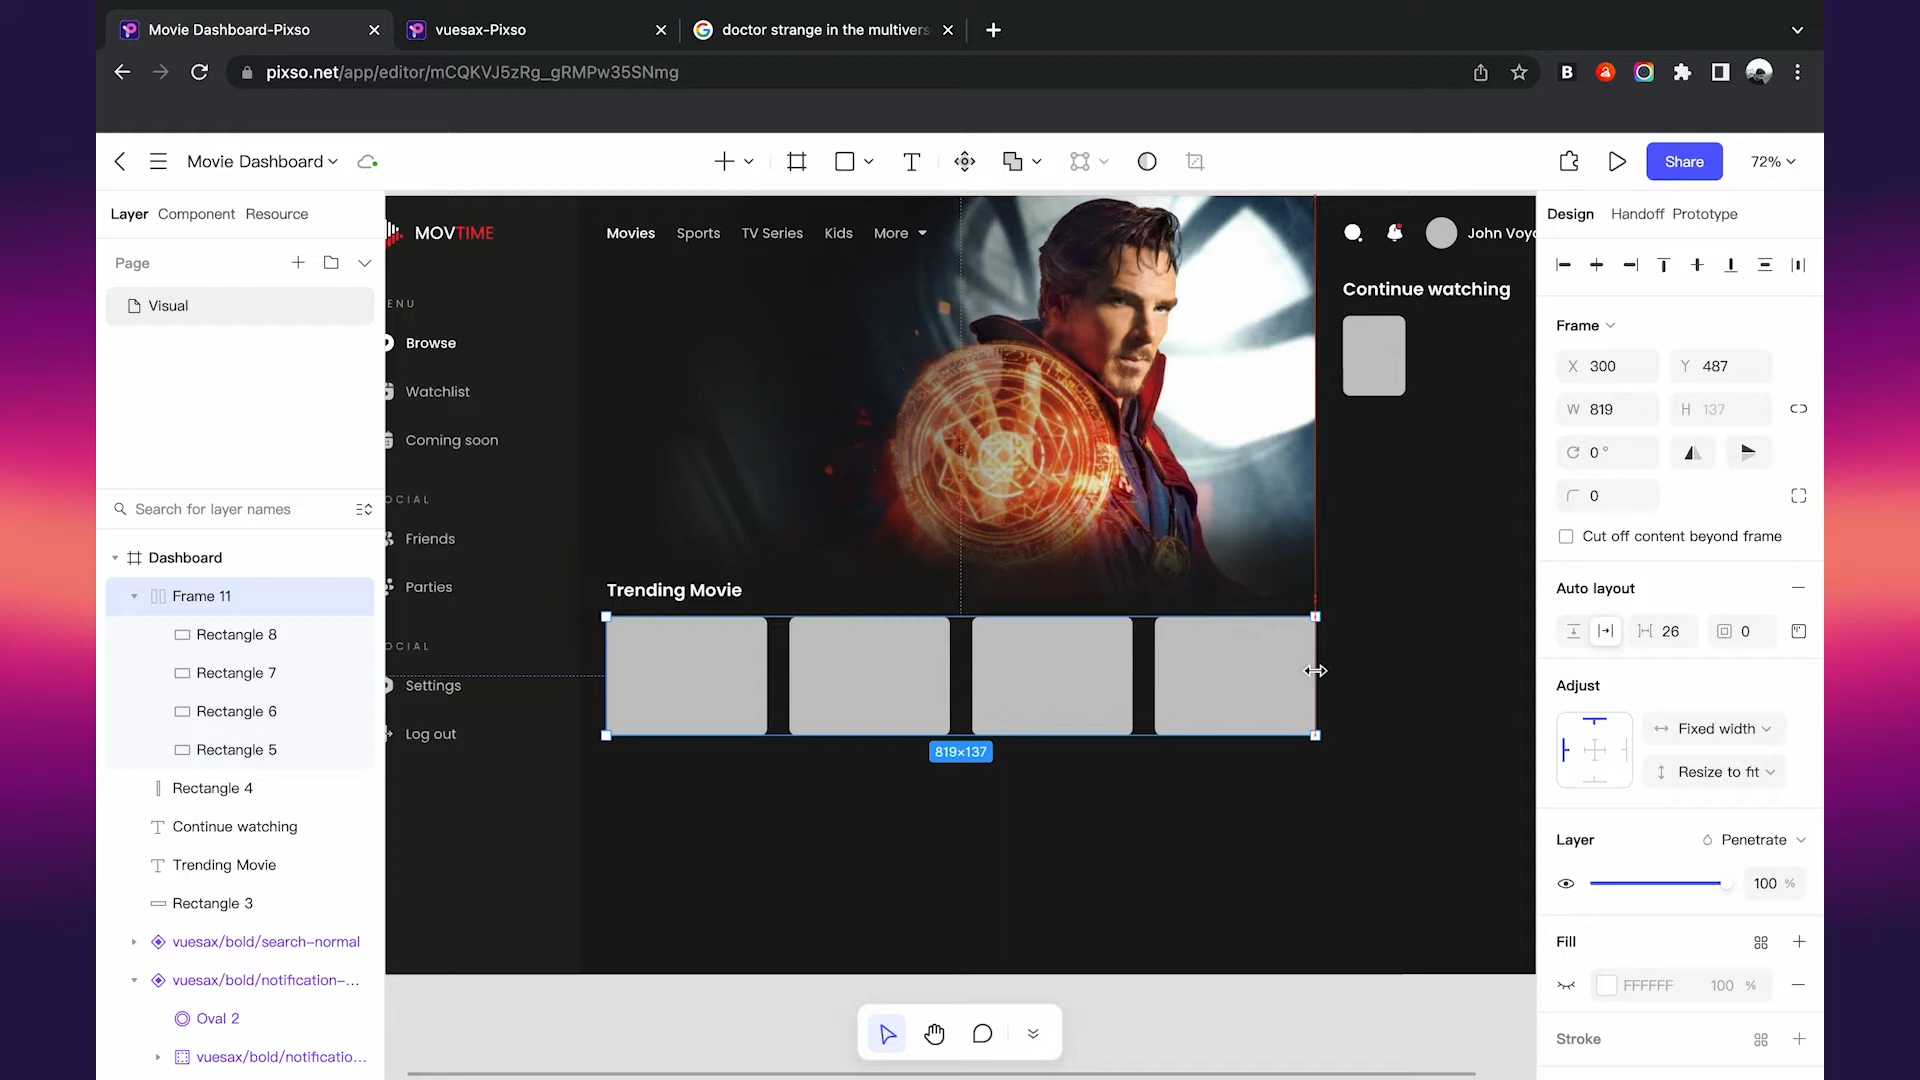 Movie Dashboard-Pixso
vuesax-Pixso
doctor strange in the multivers
pixso.net/app/editor/mCQKVJ5zRg_gRMPw35SNmg
B
Movie Dashboard
Share
72%
Layer
Component
Resource
Page
Visual
Search for layer names
Dashboard
Frame 11
Rectangle 8
Rectangle 7
Rectangle 6
Rectangle 5
Rectangle 4
Continue watching
Trending Movie
Rectangle 3
vuesax/bold/search-normal
vuesax/bold/notification-...
Oval 2
vuesax/bold/notificatio...
MOVTIME
ENU
Browse
Watchlist
Coming soon
OCIAL
Friends
Parties
OCIAL
Settings
Log out
Movies
Sports
TV Series
Kids
More
John Voyd
Continue watching
Trending Movie
819×137
Design
Handoff
Prototype
Frame
X 300
Y 487
W 819
H 137
0 °
0
Cut off content beyond frame
Auto layout
26
0
Adjust
Fixed width
Resize to fit
Layer
Penetrate
100 %
Fill
FFFFFF
100 %
Stroke